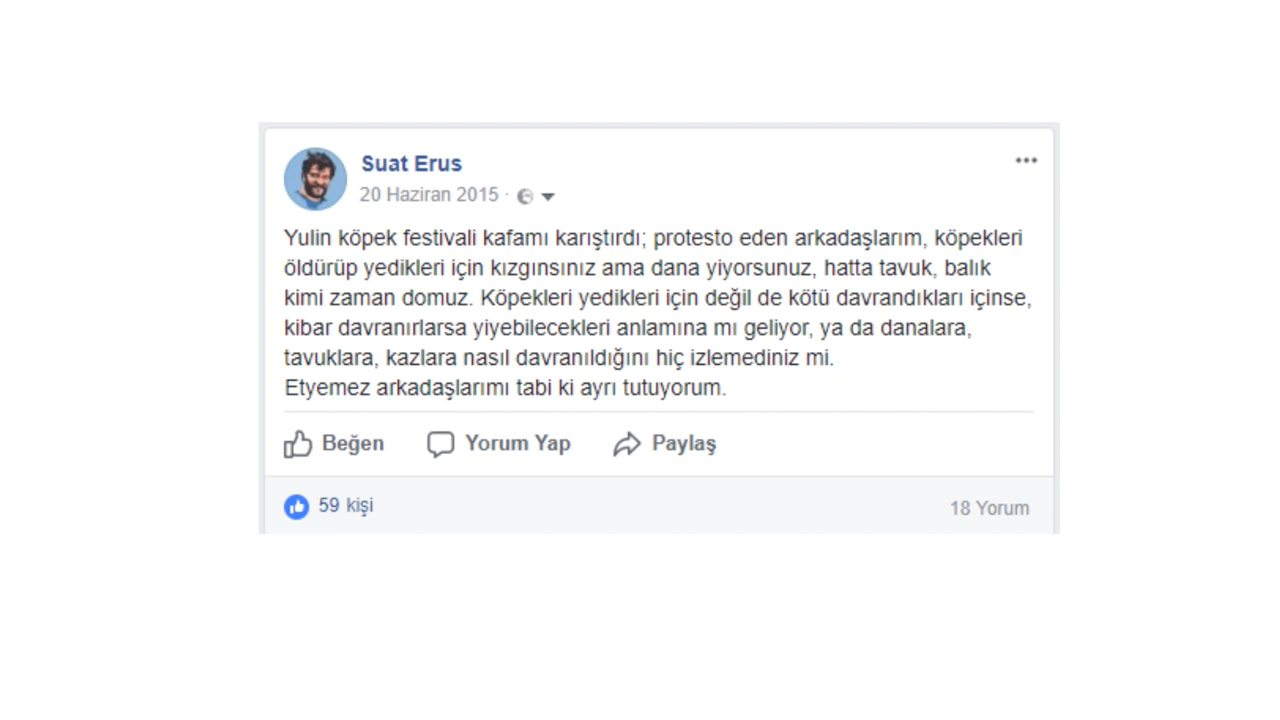 Suat Erus
20 Haziran 2015 ·
Yulin köpek festivali kafamı karıştırdı; protesto eden arkadaşlarım, köpekleri
öldürüp yedikleri için kızgınsınız ama dana yiyorsunuz, hatta tavuk, balık
kimi zaman domuz. Köpekleri yedikleri için değil de kötü davrandıkları içinse,
kibar davranırlarsa yiyebilecekleri anlamına mı geliyor, ya da danalara,
tavuklara, kazlara nasıl davranıldığını hiç izlemediniz mi.
Etyemez arkadaşlarımı tabi ki ayrı tutuyorum.
Beğen Yorum Yap Paylaş
59 kişi 18 Yorum